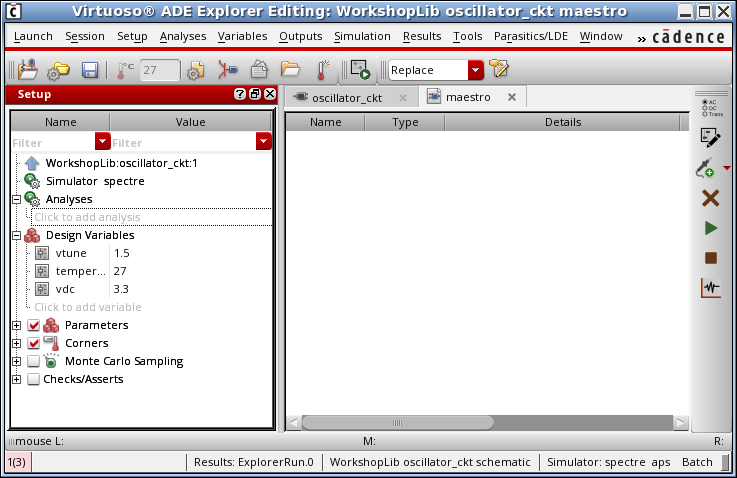 Virtuoso® ADE Explorer Editing: WorkshopLib oscillator_ckt maestro
Launch Session Setup Analyses Variables Outputs Simulation Results Tools Parasitics/LDE Window » cādence
27 Replace
Setup
oscillator_ckt maestro
Name Value
Name Type Details
Filter Filter
AC
DC
Trans
WorkshopLib:oscillator_ckt:1
Simulator spectre
Analyses
Click to add analysis
Design Variables
vtune 1.5
temper... 27
vdc 3.3
Click to add variable
Parameters
Corners
Monte Carlo Sampling
Checks/Asserts
mouse L: M: R:
1(3) Results: ExplorerRun.0 WorkshopLib oscillator_ckt schematic Simulator: spectre aps Batch